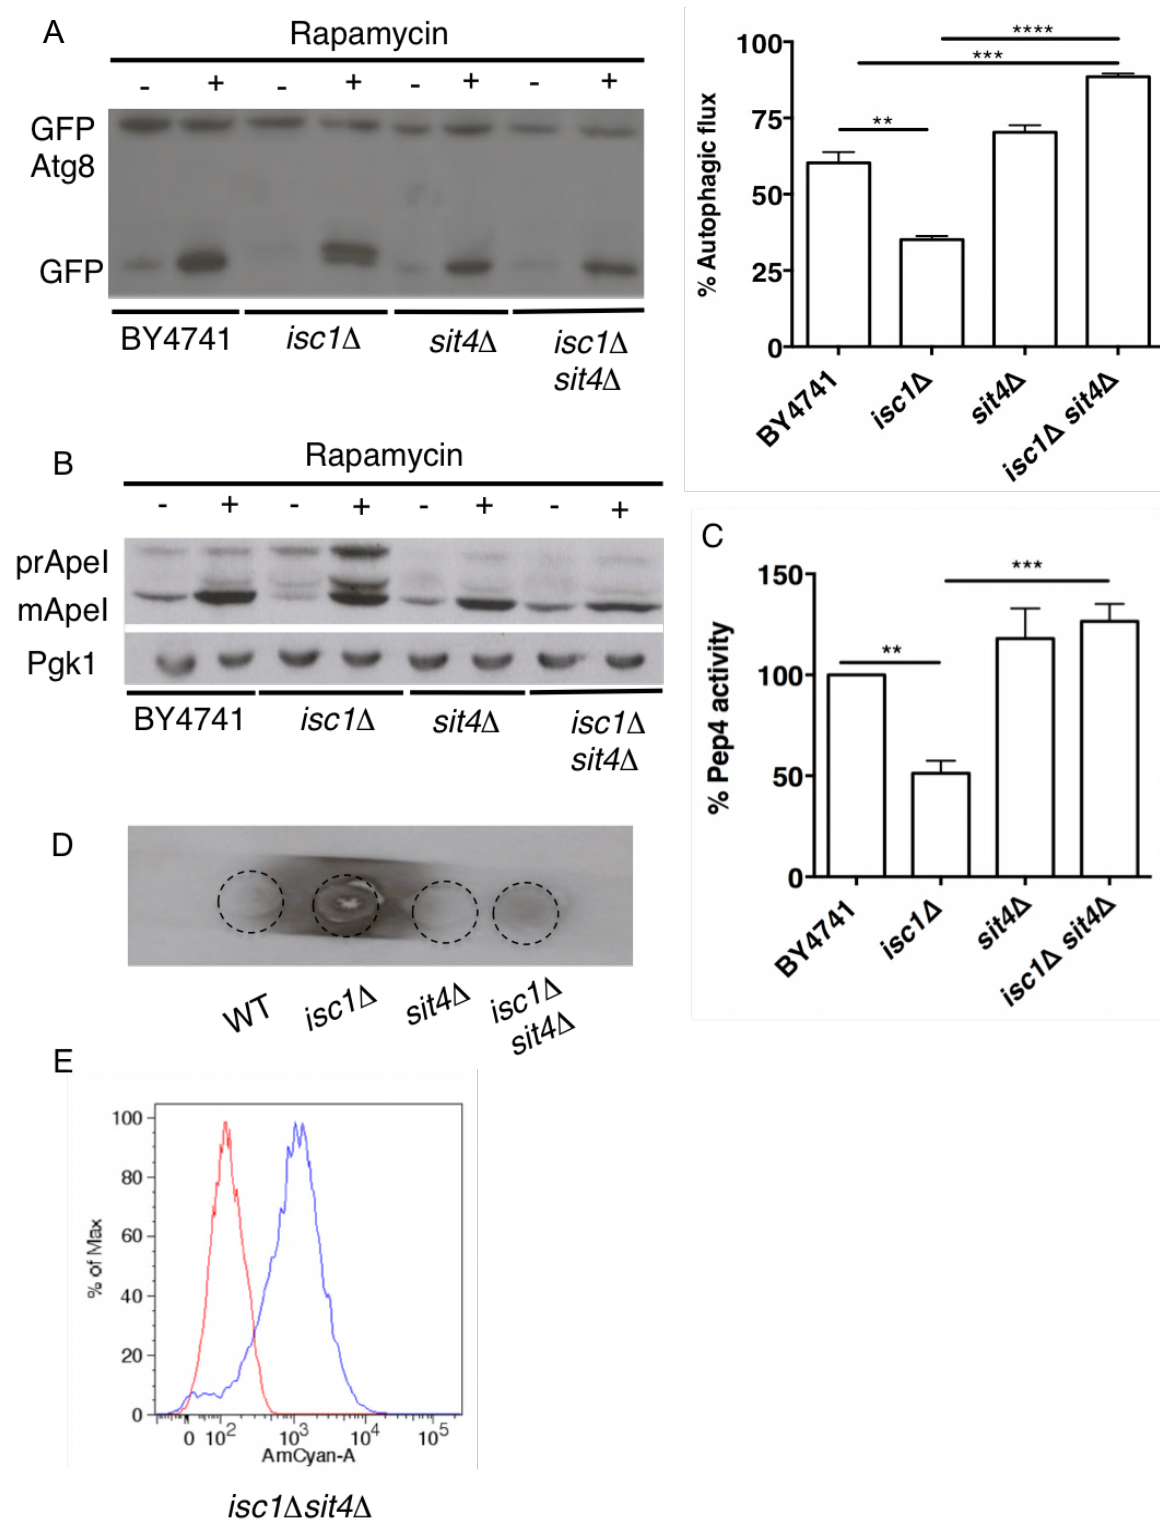 A
Rapamycin
- + - + - + - +
GFP
Atg8
GFP
BY4741 isc1Δ sit4Δ isc1Δ
sit4Δ
% Autophagic flux
100
75
50
25
0
****
***
**
BY4741 isc1Δ sit4Δ isc1Δ sit4Δ
B
Rapamycin
- + - + - + - +
prApeI
mApeI
Pgk1
BY4741 isc1Δ sit4Δ isc1Δ
sit4Δ
C
% Pep4 activity
150
100
50
0
***
**
BY4741 isc1Δ sit4Δ isc1Δ sit4Δ
D
WT isc1Δ sit4Δ isc1Δ
sit4Δ
E
% of Max
100
80
60
40
20
0
0 10² 10³ 10⁴ 10⁵
AmCyan-A
isc1Δsit4Δ